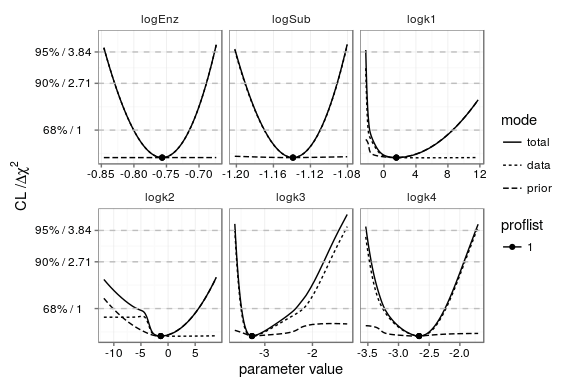 logEnz logSub logk1
95% / 3.84
90% / 2.71
68% / 1
-0.85 -0.80 -0.75 -0.70 -1.20 -1.16 -1.12 -1.08 0 4 8 12
logk2 logk3 logk4
95% / 3.84
90% / 2.71
68% / 1
-10 -5 0 5 -3 -2 -3.5 -3.0 -2.5 -2.0
parameter value
CL /Δχ²
mode
total
data
prior
proflist
1